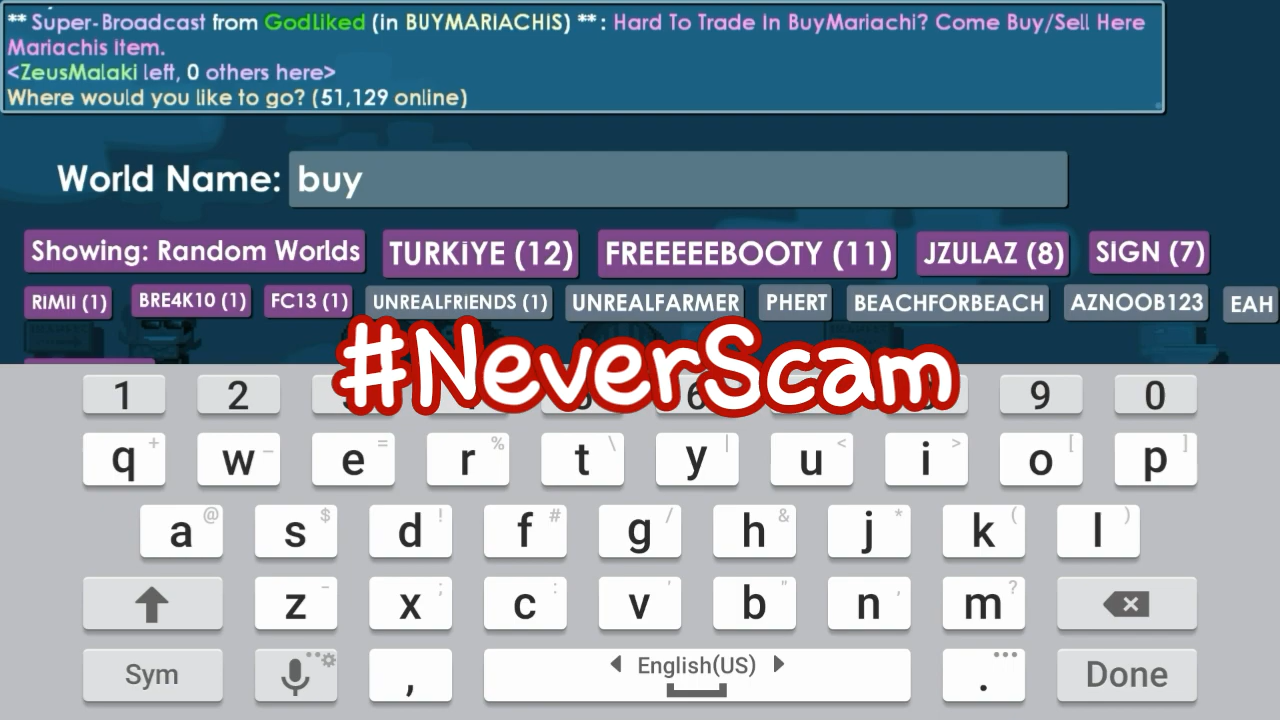 ** Super-Broadcast from GodLiked (in BUYMARIACHIS) ** : Hard To Trade In BuyMariachi? Come Buy/Sell Here
Mariachis Item.
<ZeusMalaki left, 0 others here>
Where would you like to go? (51,129 online)
World Name: buy
Showing: Random Worlds TURKIYE (12) FREEEEEBOOTY (11) JZULAZ (8) SIGN (7)
RIMII (1) BRE4K10 (1) FC13 (1) UNREALFRIENDS (1) UNREALFARMER PHERT BEACHFORBEACH AZNOOB123 EAH
#NeverScam
1 2 3 6 9 0
q + w - e = r % t \ y | u < i > o [ p ]
a @ s $ d ! f # g / h & j * k ( l )
z - x ; c : v ' b " n , m ?
Sym , English(US) . Done